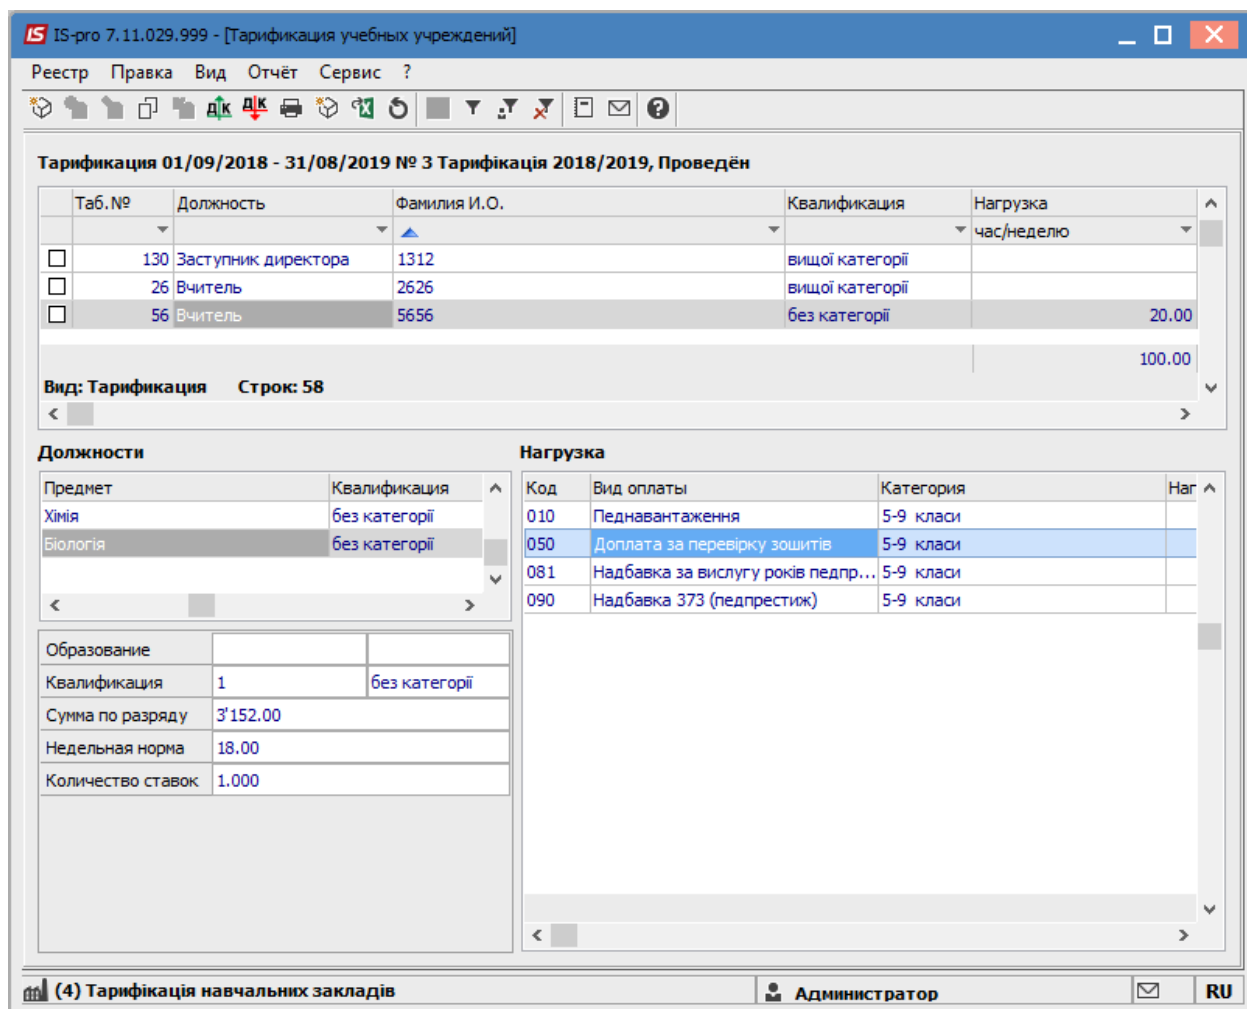 IS-pro 7.11.029.999 - [Тарификация учебных учреждений]
Реестр Правка Вид Отчёт Сервис ?
Тарификация 01/09/2018 - 31/08/2019 № 3 Тарифікація 2018/2019, Проведён
Таб.№ Должность Фамилия И.О. Квалификация Нагрузка
час/неделю
130 Заступник директора 1312 вищої категорії
26 Вчитель 2626 вищої категорії
56 Вчитель 5656 без категорії 20.00
100.00
Вид: Тарификация Строк: 58
Должности
Предмет Квалификация
Хімія без категорії
Біологія без категорії
Образование
Квалификация 1 без категорії
Сумма по разряду 3'152.00
Недельная норма 18.00
Количество ставок 1.000
Нагрузка
Код Вид оплаты Категория Наг
010 Педнавантаження 5-9 класи
050 Доплата за перевірку зошитів 5-9 класи
081 Надбавка за вислугу років педпр... 5-9 класи
090 Надбавка 373 (педпрестиж) 5-9 класи
(4) Тарифікація навчальних закладів Администратор RU